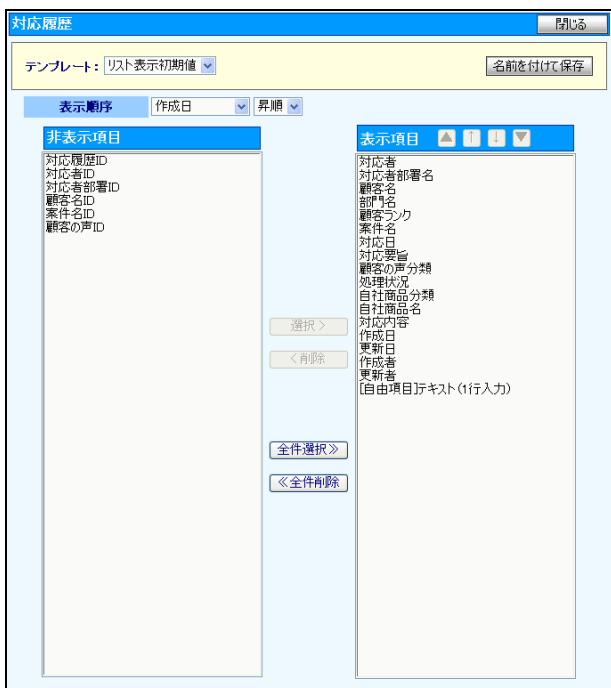 対応履歴
閉じる
テンプレート: リスト表示初期値
名前を付けて保存
表示順序 作成日 昇順
非表示項目
対応履歴ID
対応者ID
対応者部署ID
顧客名ID
案件名ID
顧客の声ID
選択>
<削除
全件選択≫
≪全件削除
表示項目 ▲ ↑ ↓ ▼
対応者
対応者部署名
顧客名
部門名
顧客ランク
案件名
対応日
対応要旨
顧客の声分類
処理状況
自社商品分類
自社商品名
対応内容
作成日
更新日
作成者
更新者
[自由項目]テキスト(1行入力)